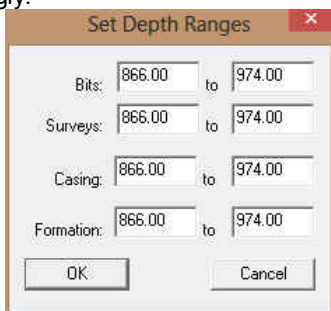 gly.
Set Depth Ranges
Bits: 866.00 to 974.00
Surveys: 866.00 to 974.00
Casing: 866.00 to 974.00
Formation: 866.00 to 974.00
OK Cancel